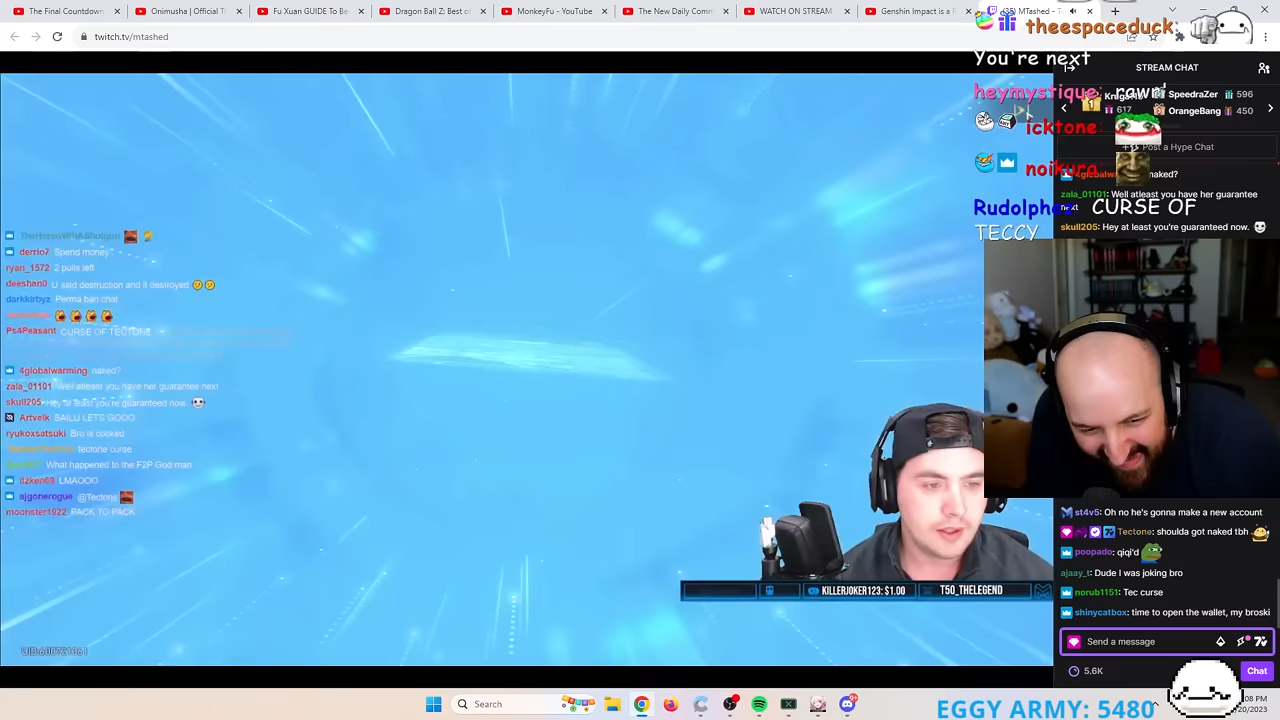 The Final Countdown
Onimusha | Official Ti
Fu Xuan GUIDE To Be
Dragon Ball Z: Best of
MonkeyFu - YouTube
The New Daily Come
WATCH ON STREAM
Genshin Impact is a R
MTashed - T
twitch.tv/mtashed
theespaceduck:
You're next
heymystique: rawr
icktone
noikura
Rudolphez: CURSE OF
TECCY
STREAM CHAT
617
SpeedraZer 596
OrangeBang 450
Post a Hype Chat
naked?
zala_01101: Well atleast you have her guarantee
next
skull205: Hey at least you're guaranteed now.
derrio7 Spend money"
ryan_1572 2 pulls left
deeshan0 U said destruction and it destroyed
darkkirbyz Perma ban chat
Ps4Peasant CURSE OF TECTONE
4globalwarming naked?
zala_01101 Well atleast you have her guarantee next
skull205 Hey at least you're guaranteed now.
Artvelk BAILU LETS GOOO
ryukoxsatsuki Bro is cooked
tectone curse
What happened to the F2P God man
itzkeo69 LMAOOO
ajgonerogue @Tectone
moonster1922 PACK TO PACK
KILLERJOKER123: $1.00
T50_THELEGEND
st4v5: Oh no he's gonna make a new account
Tectone: shoulda got naked tbh
poopado: qiqi'd
ajaay_t: Dude I was joking bro
norub1151: Tec curse
shinycatbox: time to open the wallet, my broski
Send a message
5.6K
Chat
Search
EGGY ARMY: 5480